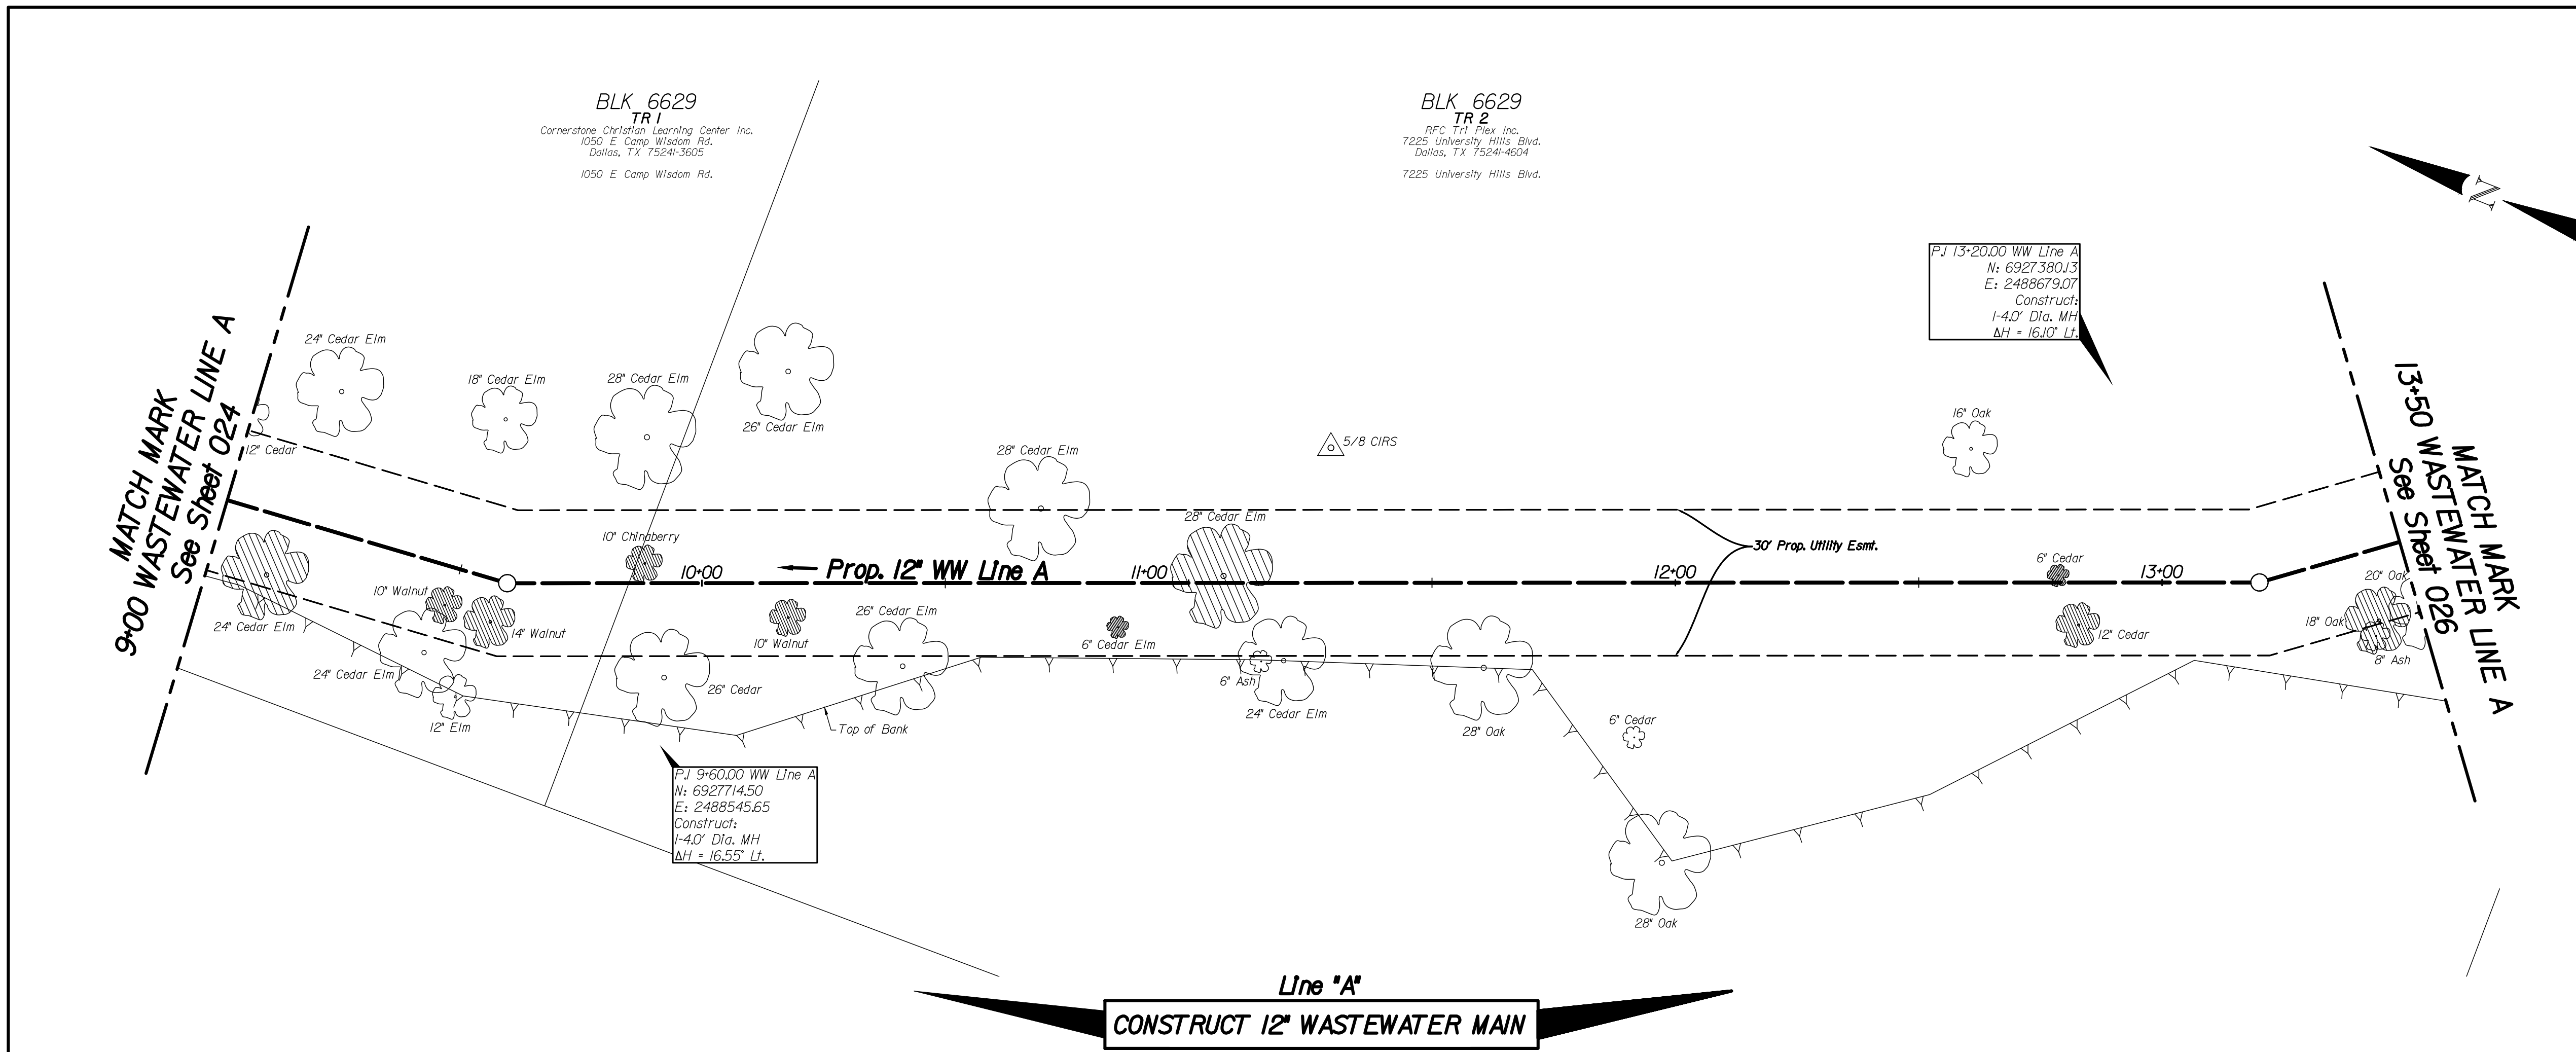 BLK 6629
TR 1
Cornerstone Christian Learning Center Inc.
1050 E Camp Wisdom Rd.
Dallas, TX 75241-3605
1050 E Camp Wisdom Rd.
BLK 6629
TR 2
RFC Tri Plex Inc.
7225 University Hills Blvd.
Dallas, TX 75241-4604
7225 University Hills Blvd.
N
P.I 13+20.00 WW Line A
N: 6927380.13
E: 2488679.07
Construct:
1-4.0' Dia. MH
ΔH = 16.10° Lt.
MATCH MARK
9+00 WASTEWATER LINE A
See Sheet 024
24" Cedar Elm
18" Cedar Elm
28" Cedar Elm
26" Cedar Elm
12" Cedar
28" Cedar Elm
5/8 CIRS
16" Oak
MATCH MARK
13+50 WASTEWATER LINE A
See Sheet 026
28" Cedar Elm
10" Chinaberry
30' Prop. Utility Esmt.
6" Cedar
10+00
Prop. 12" WW Line A
11+00
12+00
13+00
20" Oak
10" Walnut
24" Cedar Elm
14" Walnut
10" Walnut
26" Cedar Elm
6" Cedar Elm
12" Cedar
18" Oak
8" Ash
24" Cedar Elm
26" Cedar
6" Ash
24" Cedar Elm
12" Elm
Top of Bank
28" Oak
6" Cedar
P.I 9+60.00 WW Line A
N: 6927714.50
E: 2488545.65
Construct:
1-4.0' Dia. MH
ΔH = 16.55° Lt.
28" Oak
Line "A"
CONSTRUCT 12" WASTEWATER MAIN